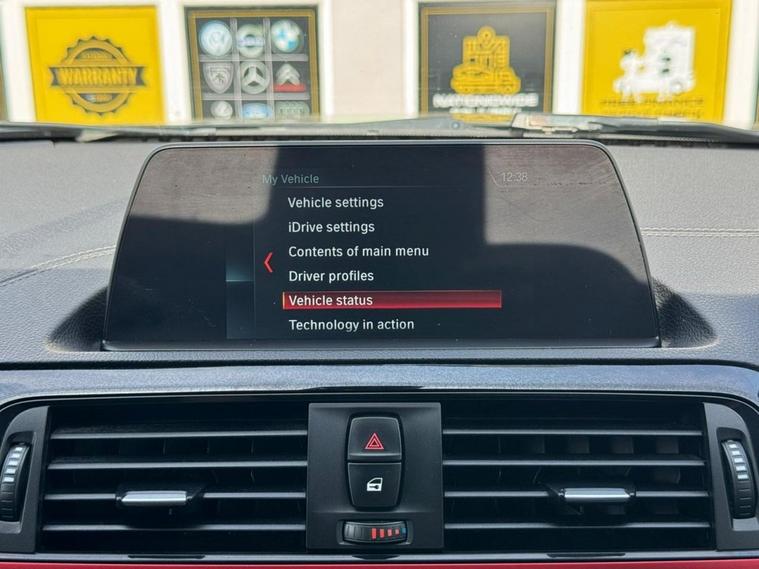 WARRANTY
NATIONWIDE
My Vehicle
12:38
Vehicle settings
iDrive settings
Contents of main menu
Driver profiles
Vehicle status
Technology in action